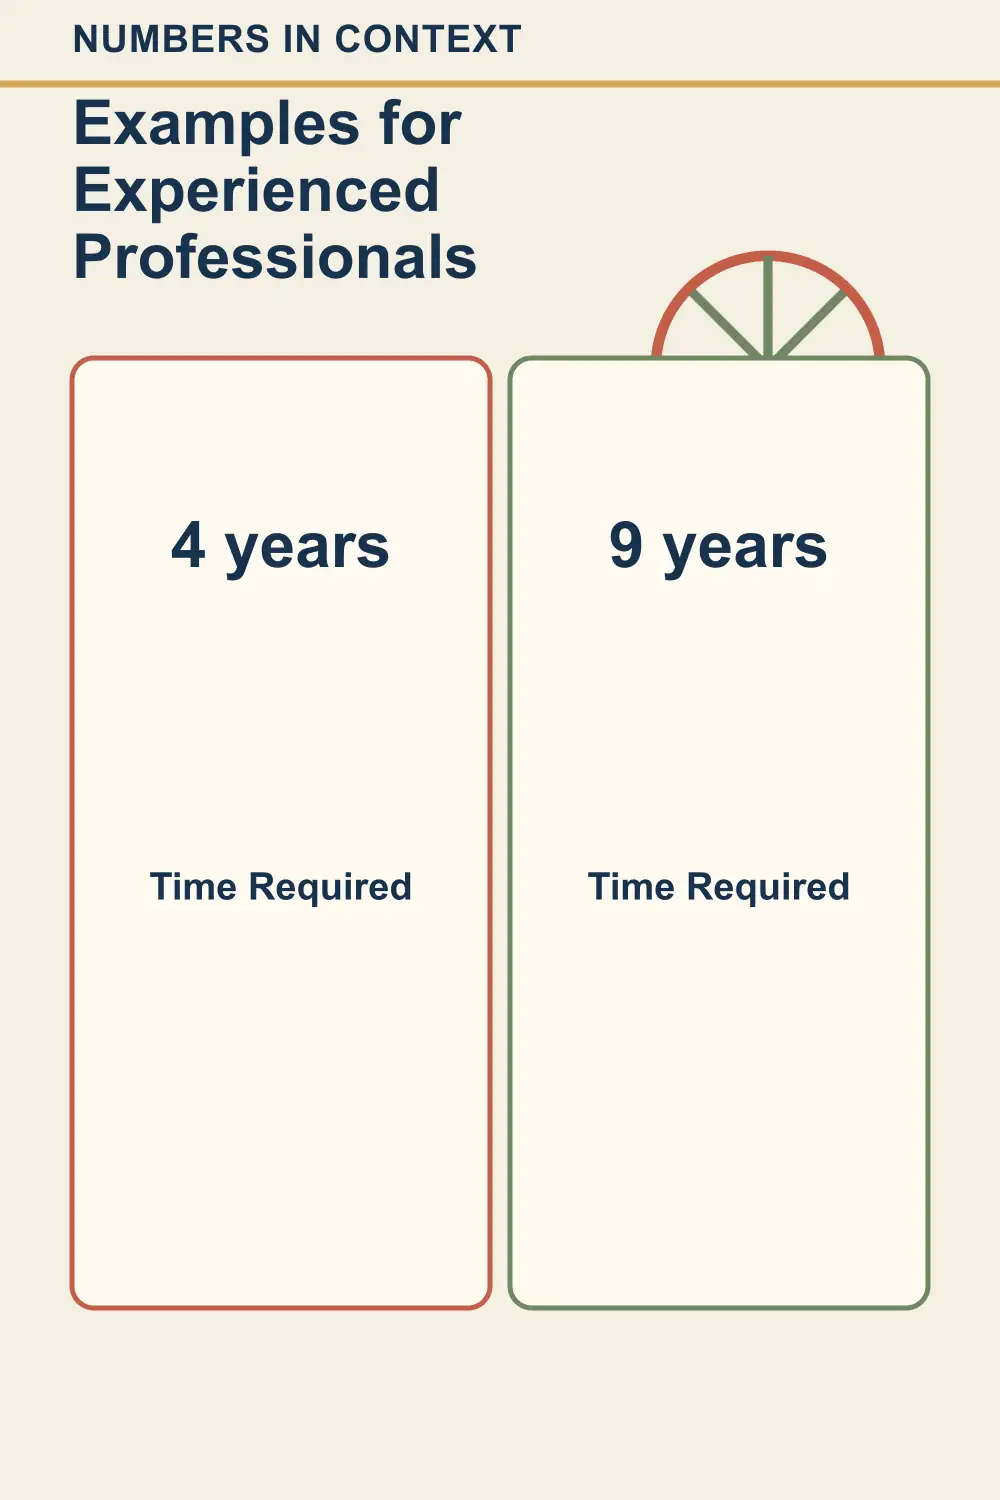 NUMBERS IN CONTEXT
Examples for
Experienced
Professionals
4 years
Time Required
9 years
Time Required